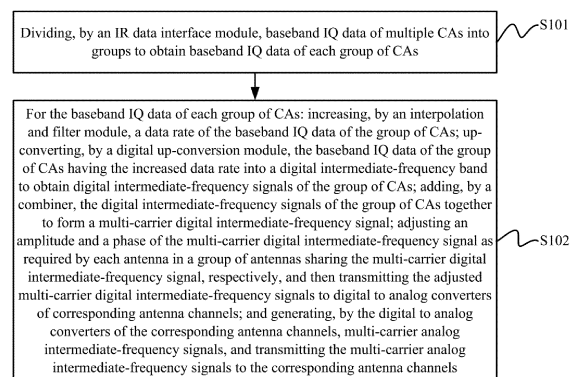 Dividing, by an IR data interface module, baseband IQ data of multiple CAs into
groups to obtain baseband IQ data of each group of CAs
S101
For the baseband IQ data of each group of CAs: increasing, by an interpolation
and filter module, a data rate of the baseband IQ data of the group of CAs; up-
converting, by a digital up-conversion module, the baseband IQ data of the group
of CAs having the increased data rate into a digital intermediate-frequency band
to obtain digital intermediate-frequency signals of the group of CAs; adding, by a
combiner, the digital intermediate-frequency signals of the group of CAs together
to form a multi-carrier digital intermediate-frequency signal; adjusting an
amplitude and a phase of the multi-carrier digital intermediate-frequency signal as
required by each antenna in a group of antennas sharing the multi-carrier digital
intermediate-frequency signal, respectively, and then transmitting the adjusted
multi-carrier digital intermediate-frequency signals to digital to analog converters
of corresponding antenna channels; and generating, by the digital to analog
converters of the corresponding antenna channels, multi-carrier analog
intermediate-frequency signals, and transmitting the multi-carrier analog
intermediate-frequency signals to the corresponding antenna channels
S102